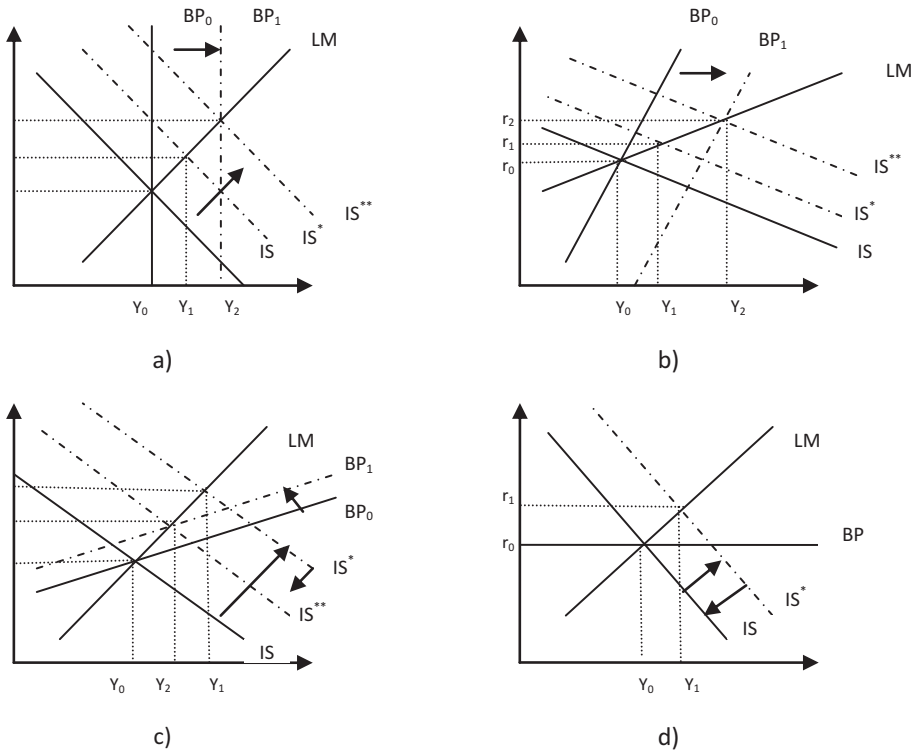 BP₀ BP₁
LM
IS**
IS*
IS
Y₀ Y₁ Y₂
a)
BP₀
BP₁
LM
r₂
r₁
r₀
IS**
IS*
IS
Y₀ Y₁ Y₂
b)
LM
BP₁
BP₀
IS*
IS**
IS
Y₀ Y₂ Y₁
c)
LM
r₁
r₀
BP
IS*
IS
Y₀ Y₁
d)